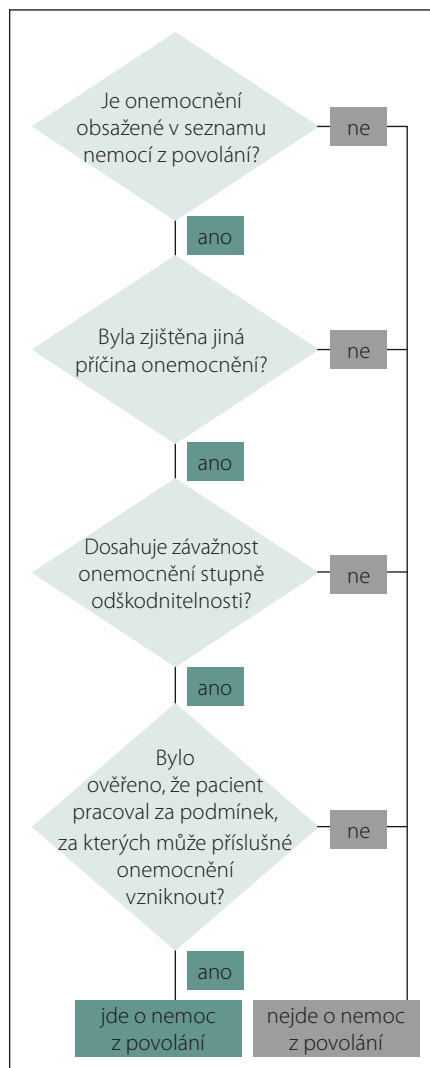 Je onemocnění
obsažené v seznamu
nemocí z povolání?
ne
ano
Byla zjištěna jiná
příčina onemocnění?
ne
ano
Dosahuje závažnost
onemocnění stupně
odškodnitelnosti?
ne
ano
Bylo
ověřeno, že pacient
pracoval za podmínek,
za kterých může příslušné
onemocnění
vzniknout?
ne
ano
jde o nemoc
z povolání
nejde o nemoc
z povolání